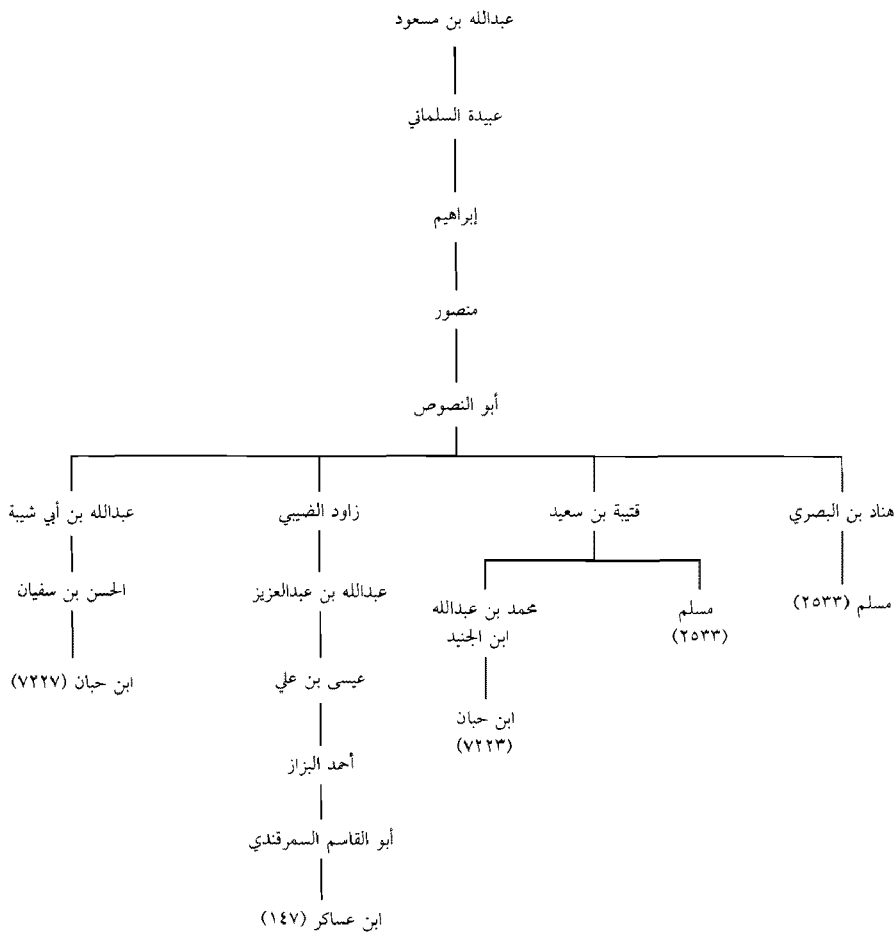 عبدالله بن مسعود
عبيدة السلماني
إبراهيم
منصور
أبو النصوص
هناد بن البصري
قتيبة بن سعيد
زاود الضيبي
عبدالله بن أبي شيبة
مسلم (٢٥٣٣)
مسلم
(٢٥٣٣)
محمد بن عبدالله
ابن الجنيد
عبدالله بن عبدالعزيز
الحسن بن سفيان
ابن حبان
(٧٢٢٣)
عيسى بن علي
ابن حبان (٧٢٢٧)
أحمد البزاز
أبو القاسم السمرقندي
ابن عساكر (١٤٧)